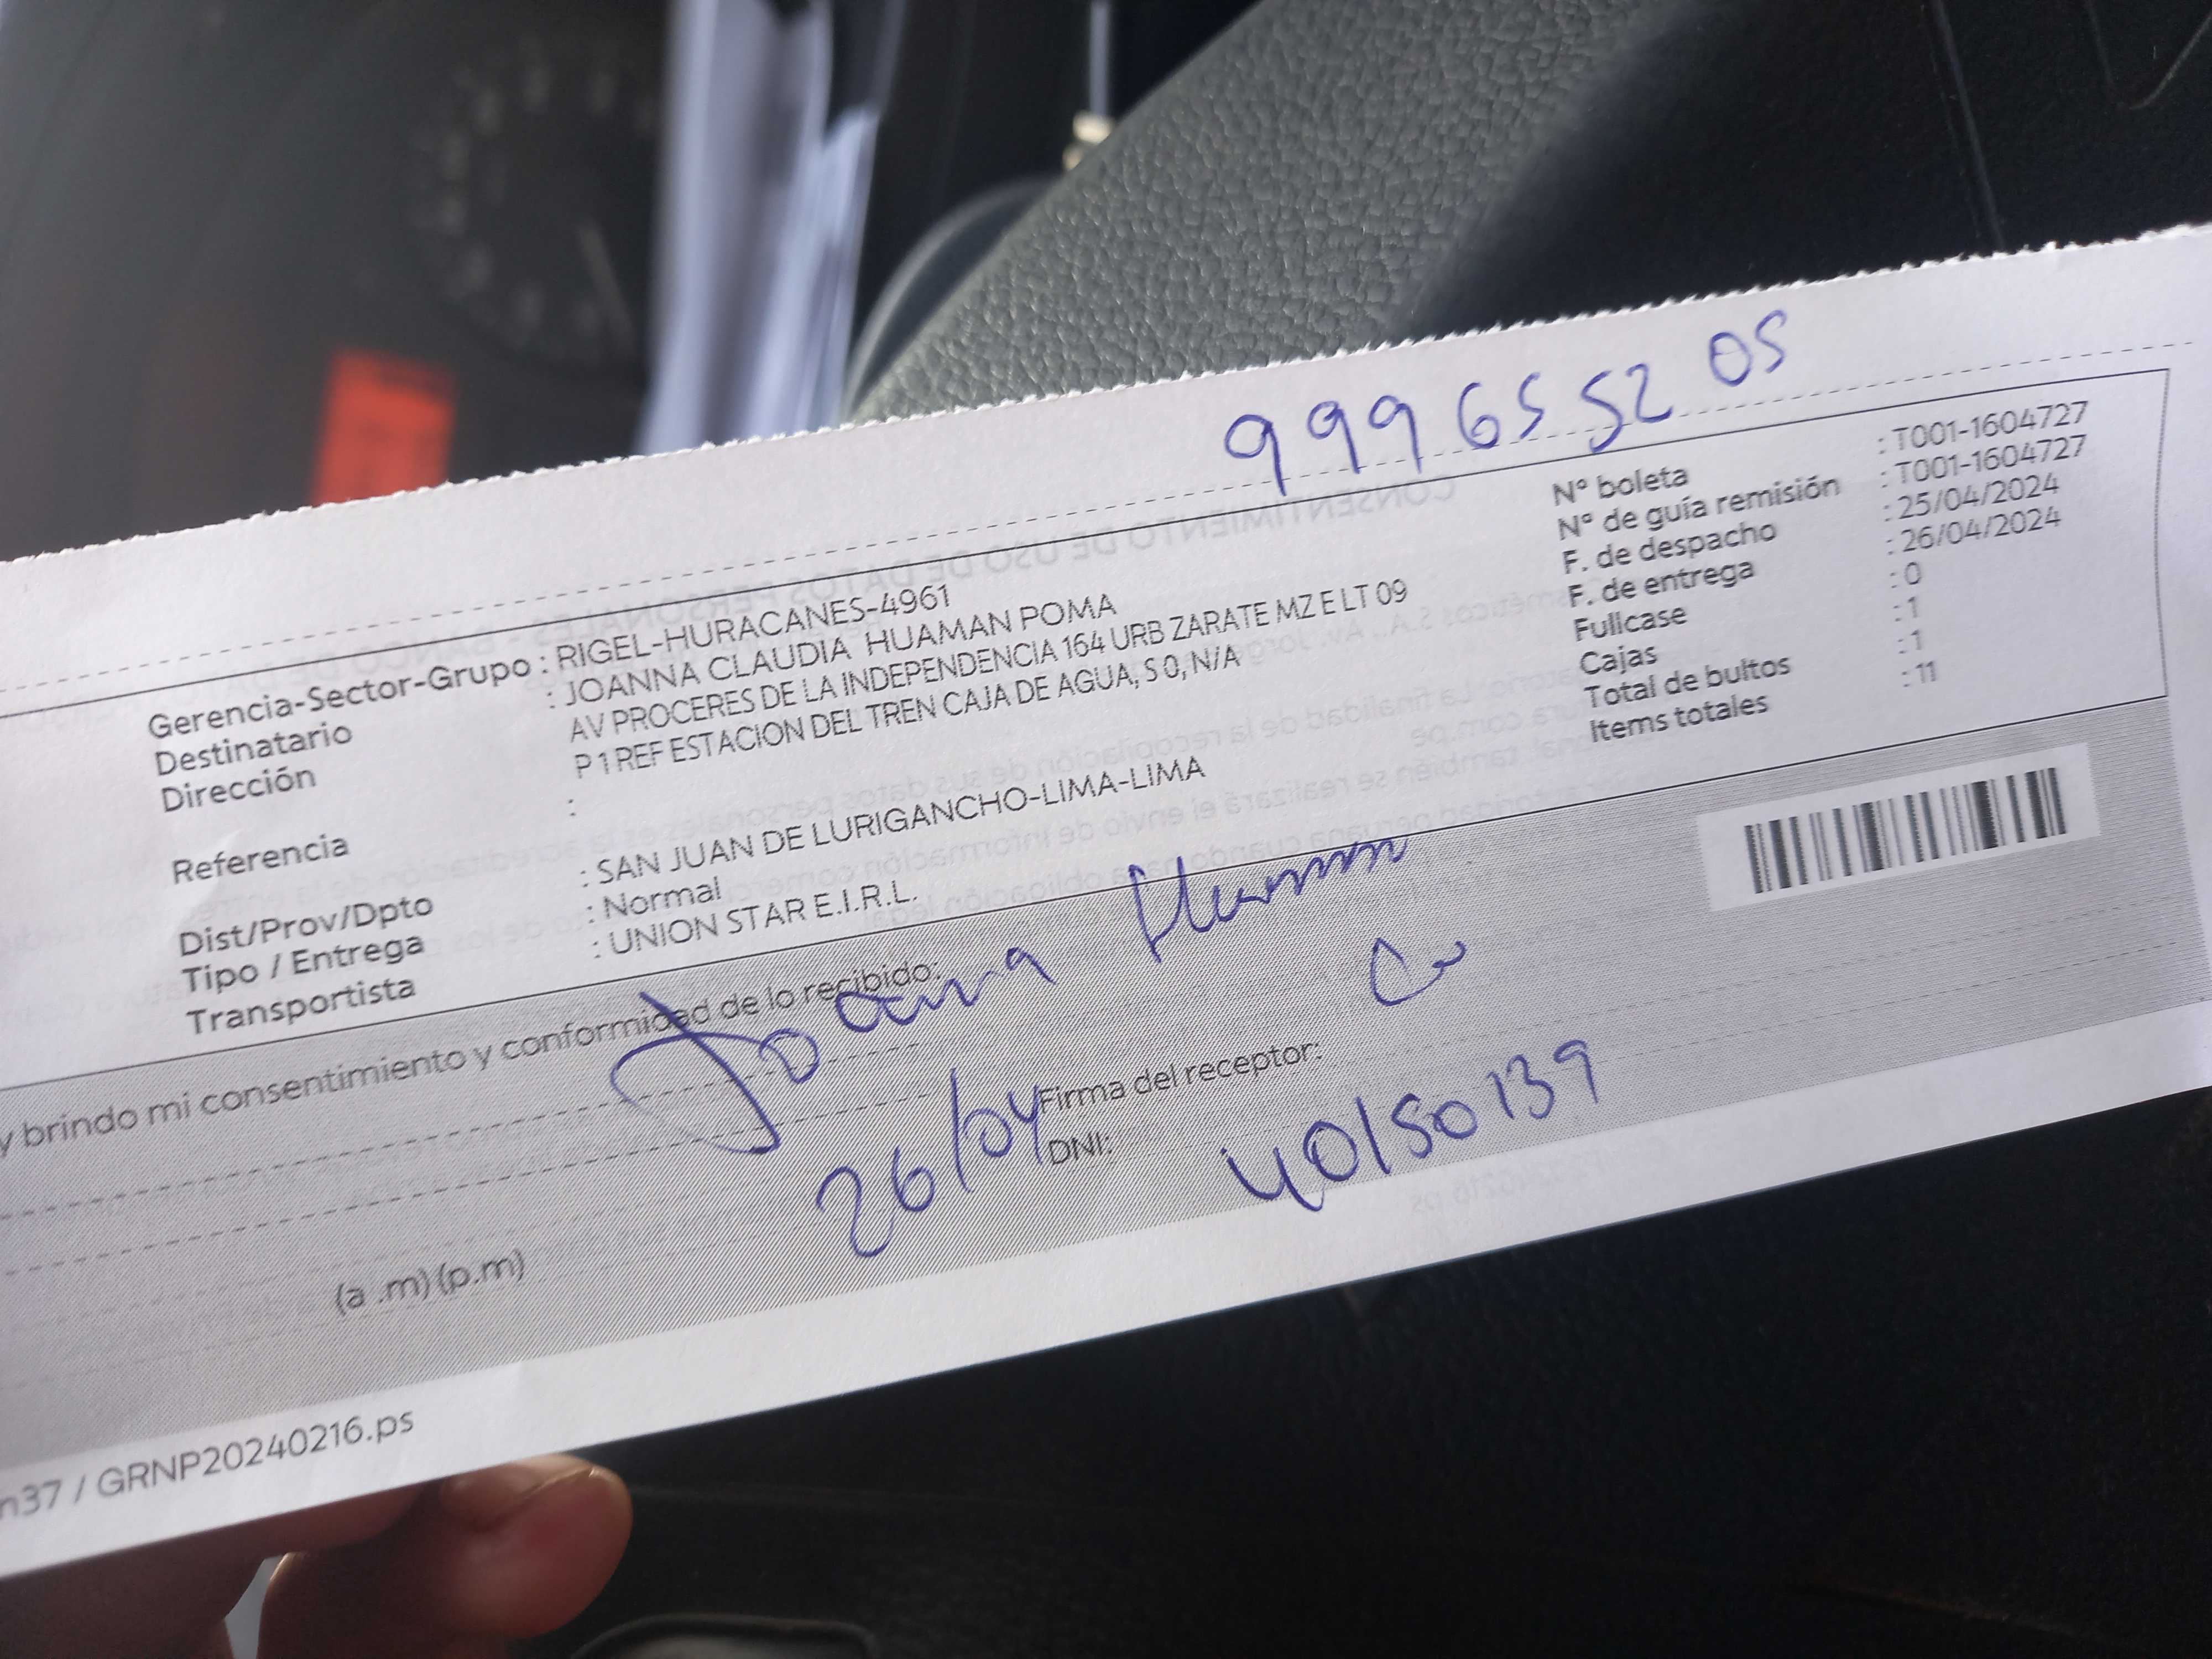 999 65 52 05
Gerencia-Sector-Grupo : RIGEL-HURACANES-4961
Destinatario : JOANNA CLAUDIA HUAMAN POMA
Dirección AV PROCERES DE LA INDEPENDENCIA 164 URB ZARATE MZ E LT 09
P 1 REF ESTACION DEL TREN CAJA DE AGUA, S 0, N/A
Referencia :
Dist/Prov/Dpto : SAN JUAN DE LURIGANCHO-LIMA-LIMA
Tipo / Entrega : Normal
Transportista : UNION STAR E.I.R.L.
N° boleta : T001-1604727
N° de guía remisión : T001-1604727
F. de despacho : 25/04/2024
F. de entrega : 26/04/2024
Fullcase : 0
Cajas : 1
Total de bultos : 1
Items totales : 11
y brindo mi consentimiento y conformidad de lo recibido:
Joanna Huaman
Firma del receptor:
26/04
DNI: 40150139
(a .m) (p.m)
n37 / GRNP20240216.ps